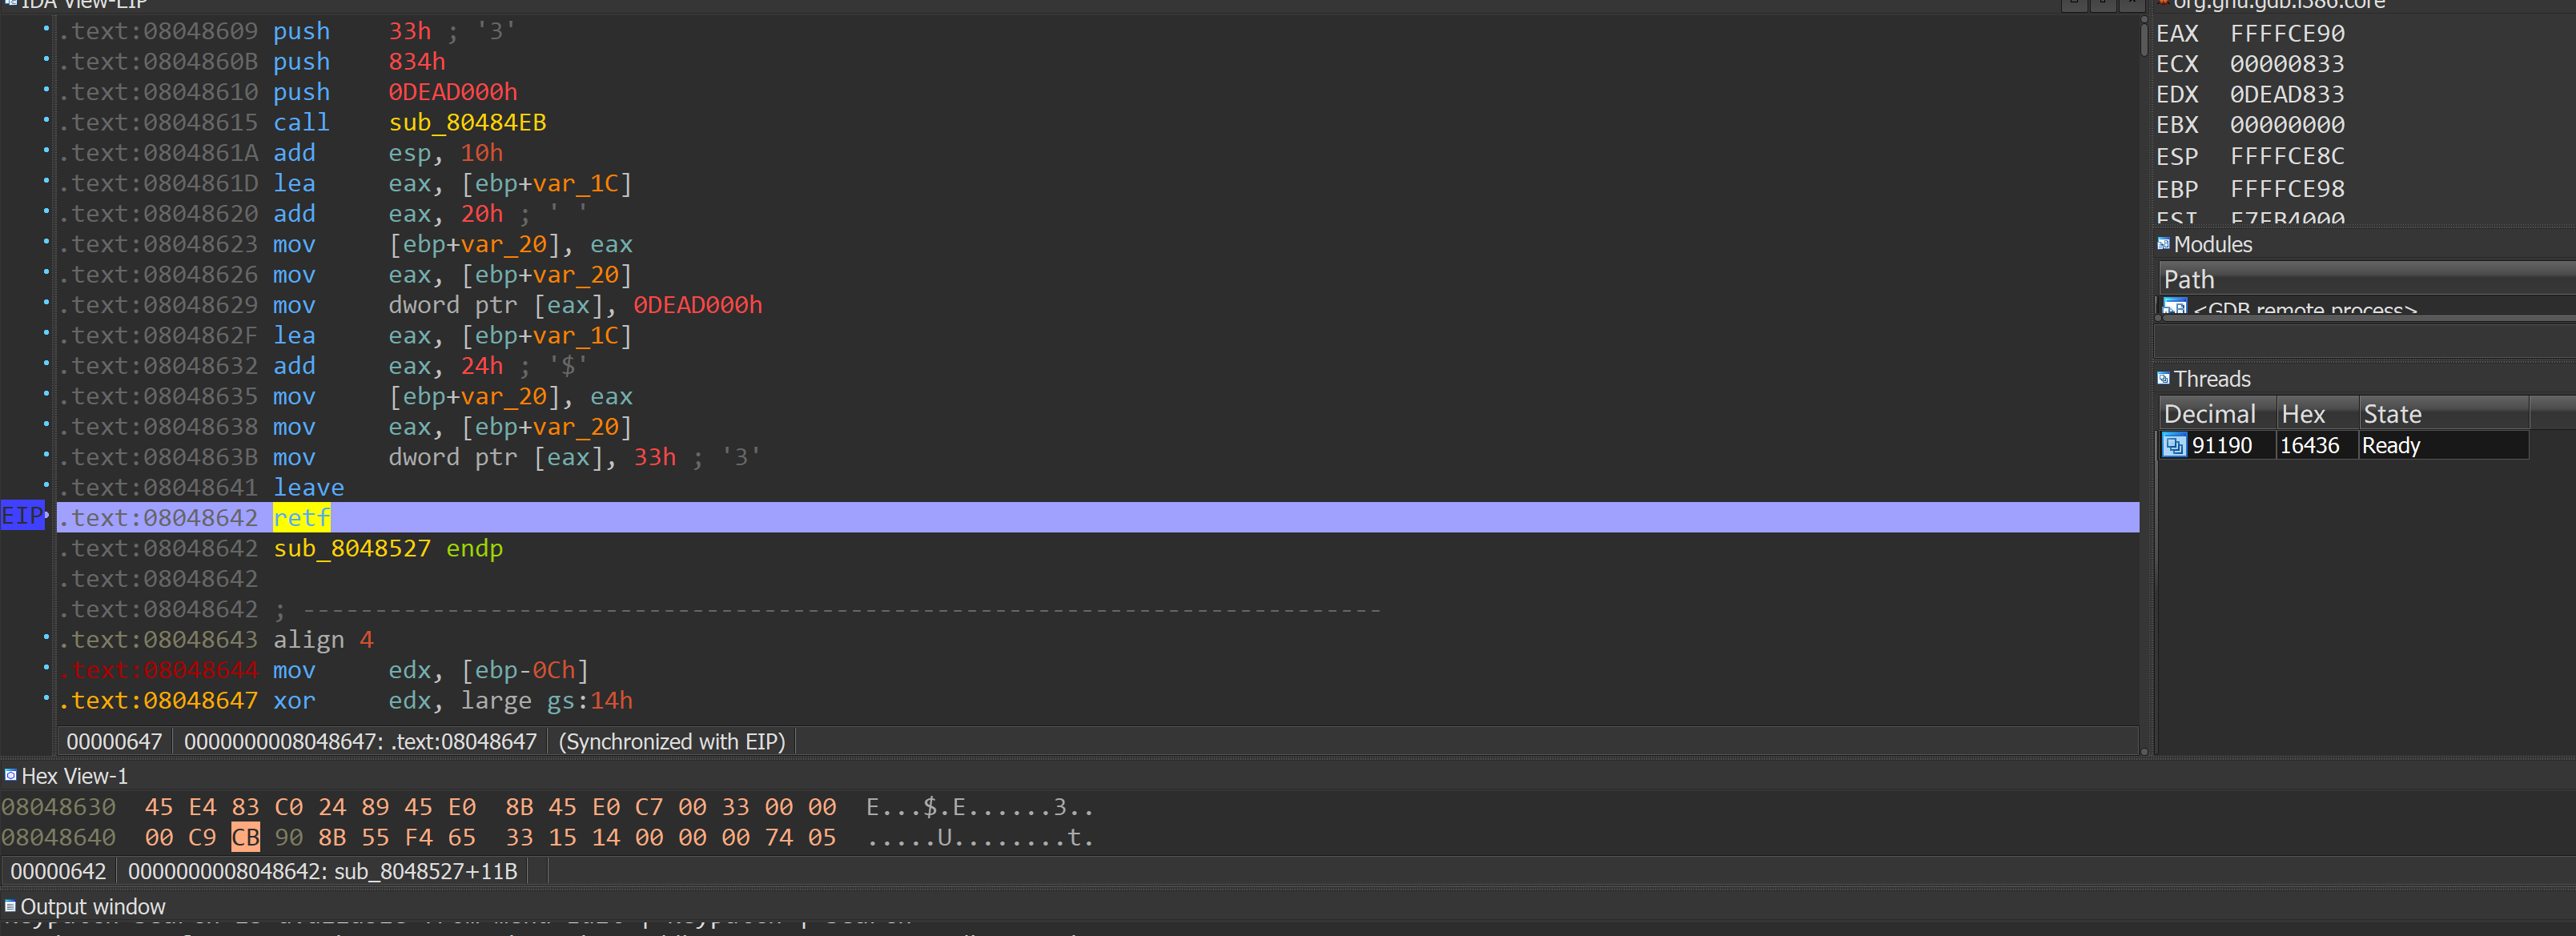 IDA View-EIP
.text:08048609 push 33h ; '3'
.text:0804860B push 834h
.text:08048610 push 0DEAD000h
.text:08048615 call sub_80484EB
.text:0804861A add esp, 10h
.text:0804861D lea eax, [ebp+var_1C]
.text:08048620 add eax, 20h ; ' '
.text:08048623 mov [ebp+var_20], eax
.text:08048626 mov eax, [ebp+var_20]
.text:08048629 mov dword ptr [eax], 0DEAD000h
.text:0804862F lea eax, [ebp+var_1C]
.text:08048632 add eax, 24h ; '$'
.text:08048635 mov [ebp+var_20], eax
.text:08048638 mov eax, [ebp+var_20]
.text:0804863B mov dword ptr [eax], 33h ; '3'
.text:08048641 leave
EIP .text:08048642 retf
.text:08048642 sub_8048527 endp
.text:08048642
.text:08048642 ; ---------------------------------------------------------------------------
.text:08048643 align 4
.text:08048644 mov edx, [ebp-0Ch]
.text:08048647 xor edx, large gs:14h
00000647 0000000008048647: .text:08048647 (Synchronized with EIP)
org.gnu.gdb.i386.core
EAX FFFFCE90
ECX 00000833
EDX 0DEAD833
EBX 00000000
ESP FFFFCE8C
EBP FFFFCE98
ESI F7FB4000
Modules
Path
<GDB remote process>
Threads
Decimal Hex State
91190 16436 Ready
Hex View-1
08048630 45 E4 83 C0 24 89 45 E0 8B 45 E0 C7 00 33 00 00 E...$.E......3..
08048640 00 C9 CB 90 8B 55 F4 65 33 15 14 00 00 00 74 05 .....U........t.
00000642 0000000008048642: sub_8048527+11B
Output window